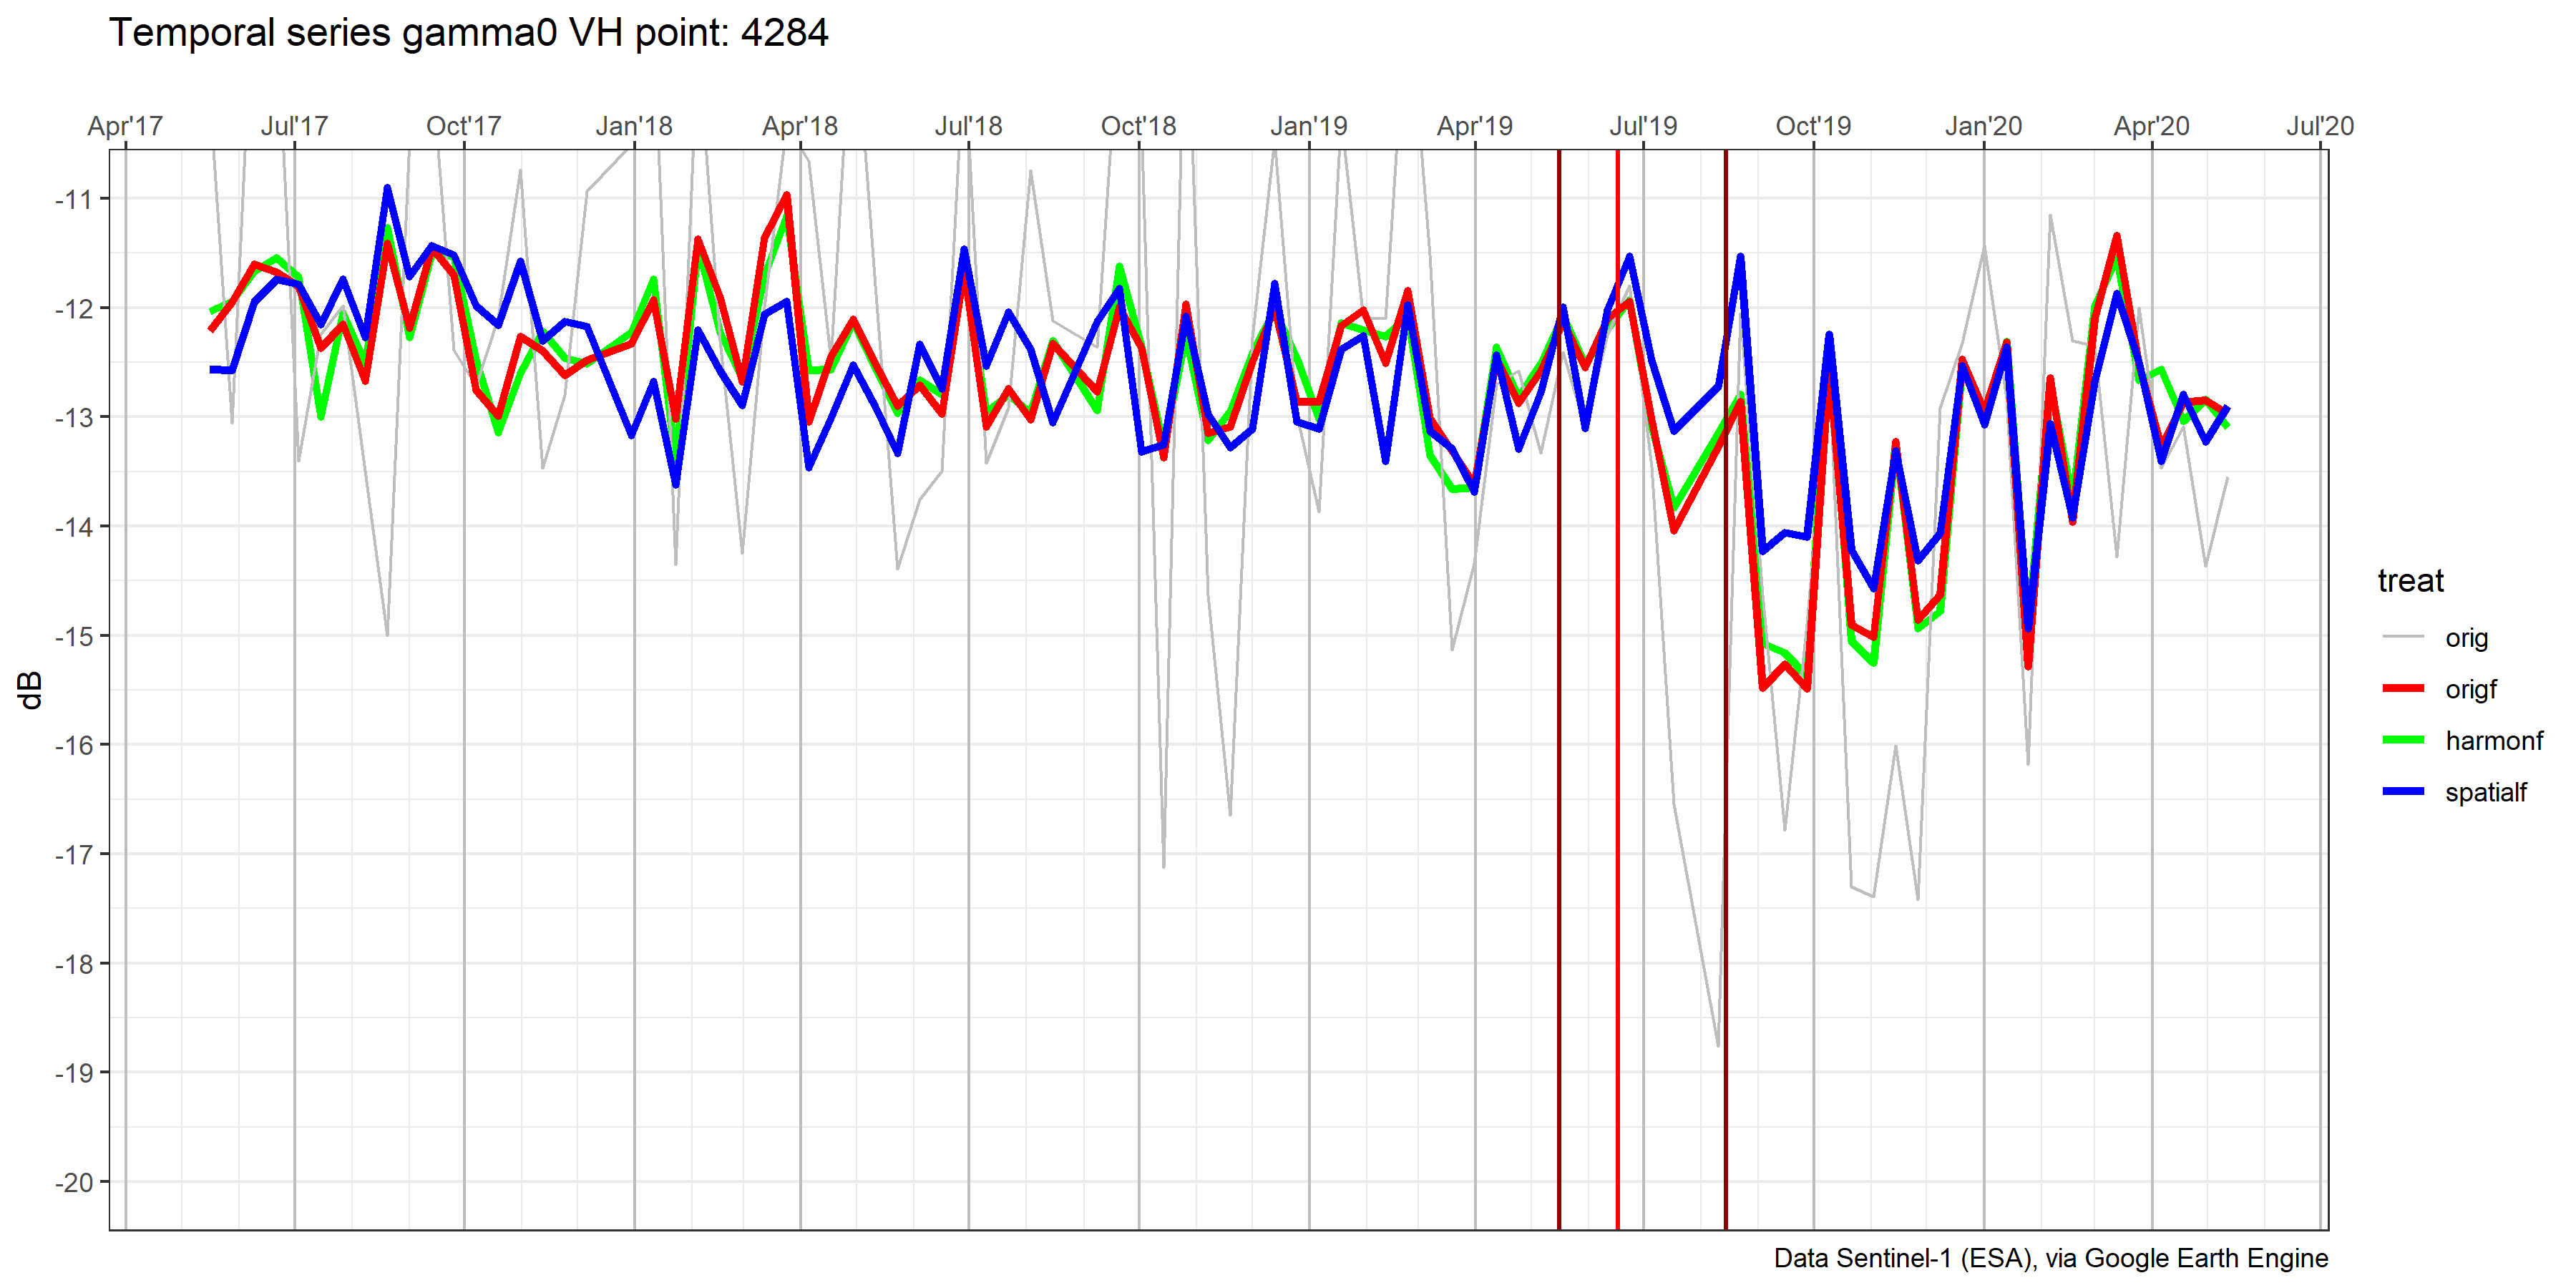 Temporal series gamma0 VH point: 4284
Apr'17 Jul'17 Oct'17 Jan'18 Apr'18 Jul'18 Oct'18 Jan'19 Apr'19 Jul'19 Oct'19 Jan'20 Apr'20 Jul'20
-11
-12
-13
-14
-15
-16
-17
-18
-19
-20
dB
treat
orig
origf
harmonf
spatialf
Data Sentinel-1 (ESA), via Google Earth Engine